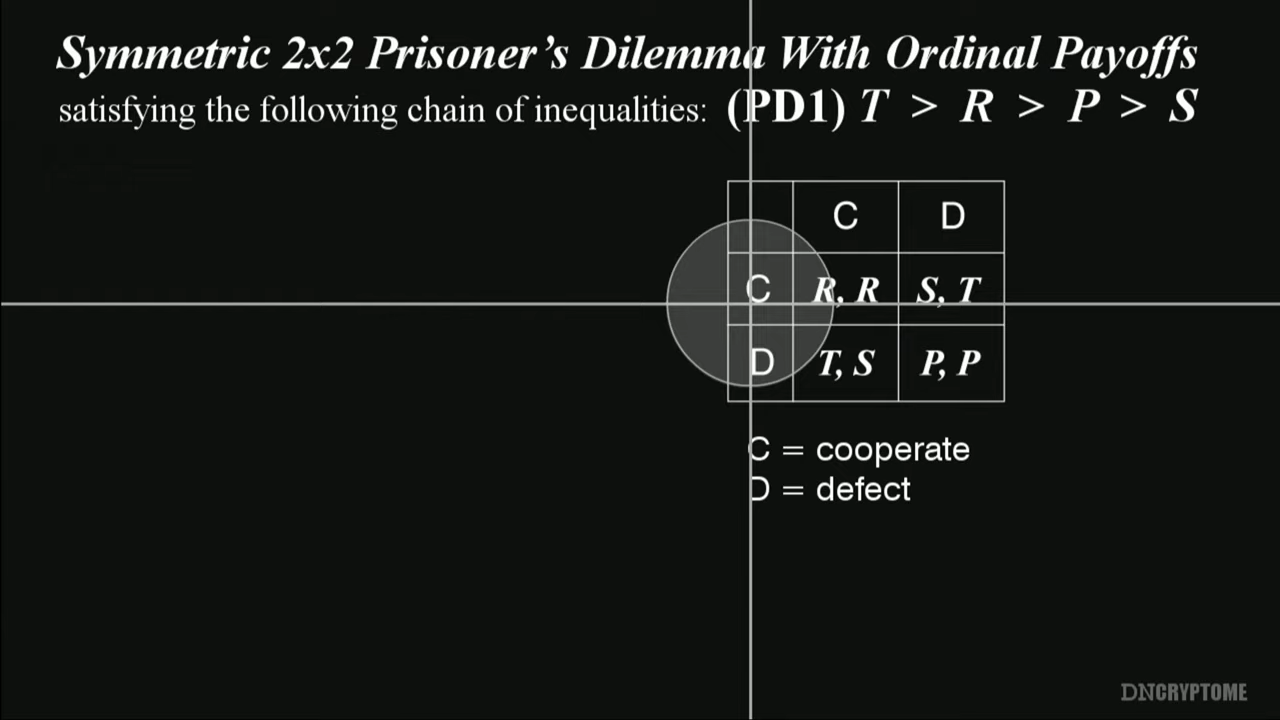 Symmetric 2x2 Prisoner's Dilemma With Ordinal Payoffs
satisfying the following chain of inequalities: (PD1) T > R > P > S
C D
C R, R S, T
D T, S P, P
C = cooperate
D = defect
DNCRYPTOME